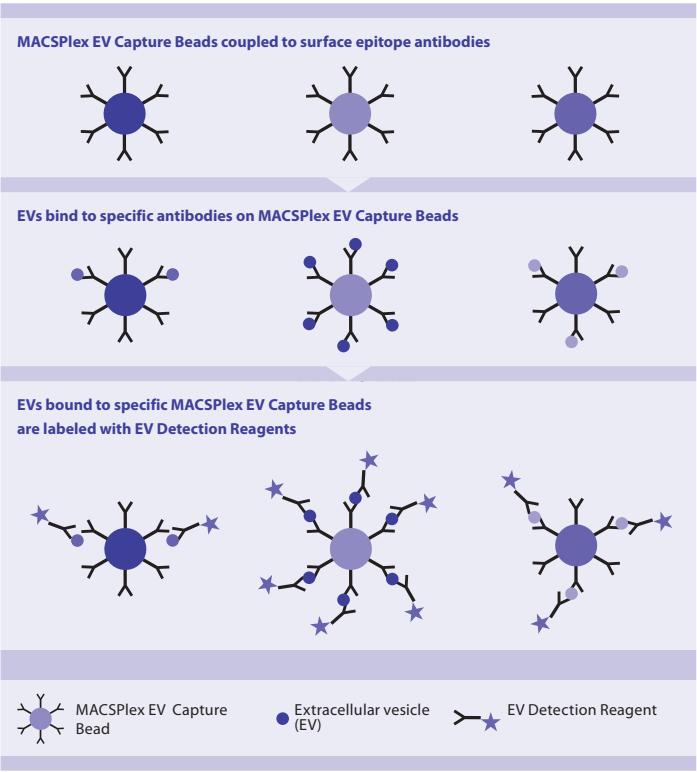 MACSPlex EV Capture Beads coupled to surface epitope antibodies
EVs bind to specific antibodies on MACSPlex EV Capture Beads
EVs bound to specific MACSPlex EV Capture Beads
are labeled with EV Detection Reagents
MACSPlex EV Capture
Bead
Extracellular vesicle
(EV)
EV Detection Reagent